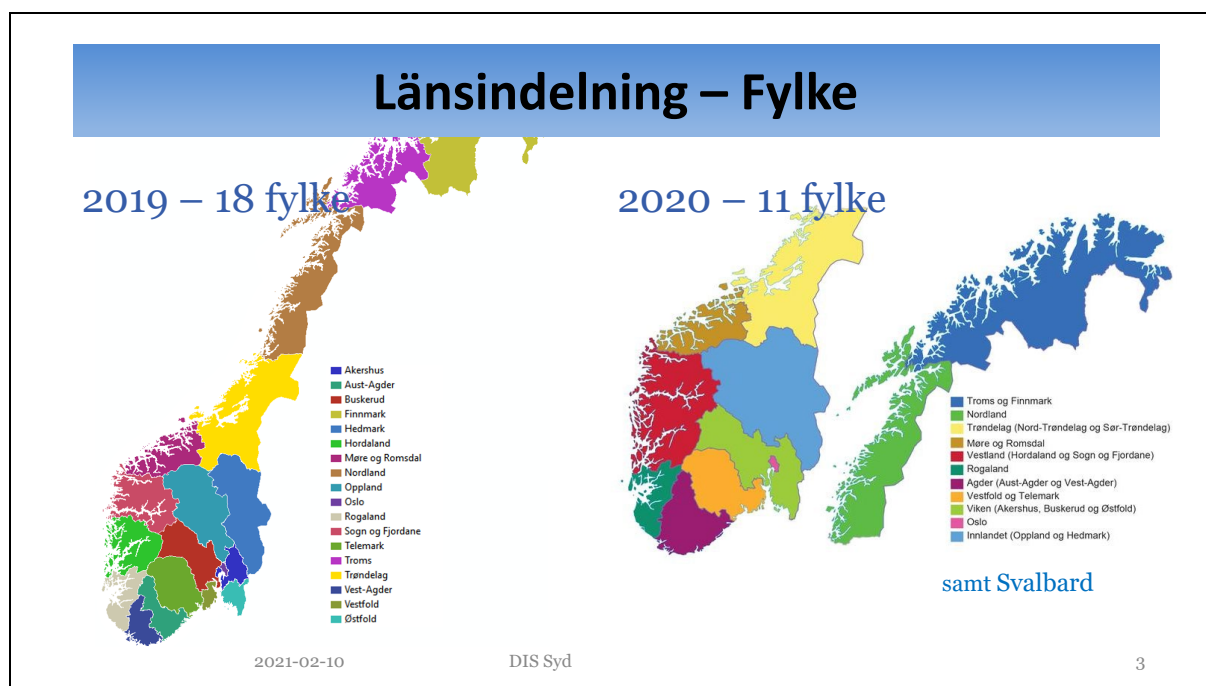 Länsindelning – Fylke
2019 – 18 fylke
Akershus
Aust-Agder
Buskerud
Finnmark
Hedmark
Hordaland
Møre og Romsdal
Nordland
Oppland
Oslo
Rogaland
Sogn og Fjordane
Telemark
Troms
Trøndelag
Vest-Agder
Vestfold
Østfold
2020 – 11 fylke
Troms og Finnmark
Nordland
Trøndelag (Nord-Trøndelag og Sør-Trøndelag)
Møre og Romsdal
Vestland (Hordaland og Sogn og Fjordane)
Rogaland
Agder (Aust-Agder og Vest-Agder)
Vestfold og Telemark
Viken (Akershus, Buskerud og Østfold)
Oslo
Innlandet (Oppland og Hedmark)
samt Svalbard
2021-02-10
DIS Syd
3